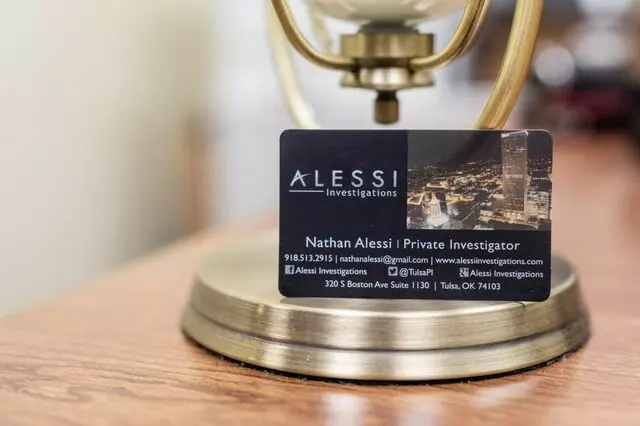 ALESSI
Investigations
Nathan Alessi | Private Investigator
918.513.2915 | nathanalessi@gmail.com | www.alessiinvestigations.com
Alessi Investigations @TulsaPI Alessi Investigations
320 S Boston Ave Suite 1130 | Tulsa, OK 74103